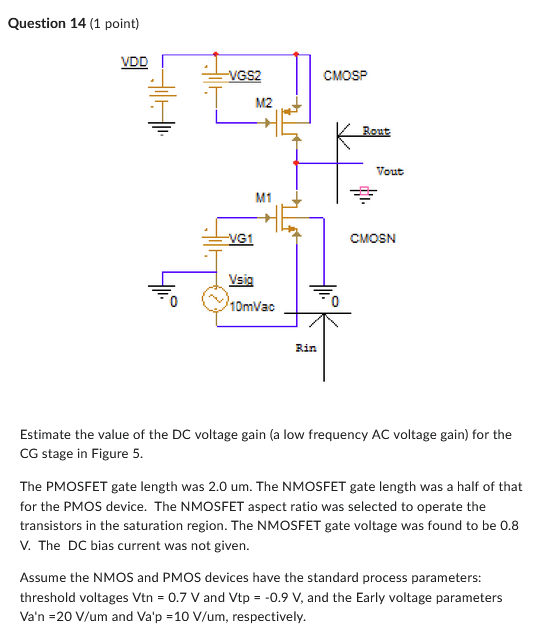 Question 14 (1 point)
VDD
VGS2
CMOSP
M2
Rout
Vout
M1
VG1
CMOSN
Vsig
0
10mVac
0
Rin
Estimate the value of the DC voltage gain (a low frequency AC voltage gain) for the
CG stage in Figure 5.
The PMOSFET gate length was 2.0 um. The NMOSFET gate length was a half of that
for the PMOS device. The NMOSFET aspect ratio was selected to operate the
transistors in the saturation region. The NMOSFET gate voltage was found to be 0.8
V. The DC bias current was not given.
Assume the NMOS and PMOS devices have the standard process parameters:
threshold voltages Vtn = 0.7 V and Vtp = -0.9 V, and the Early voltage parameters
Va'n =20 V/um and Va'p =10 V/um, respectively.